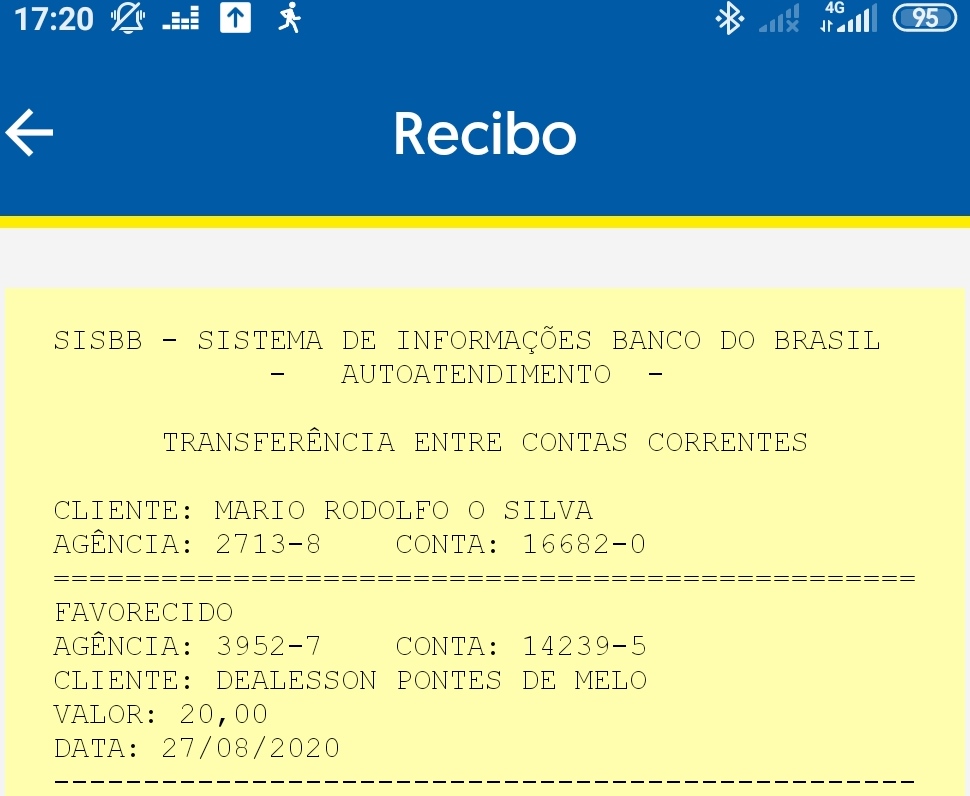 17:20 4G 95
Recibo
SISBB - SISTEMA DE INFORMAÇÕES BANCO DO BRASIL
- AUTOATENDIMENTO -
TRANSFERÊNCIA ENTRE CONTAS CORRENTES
CLIENTE: MARIO RODOLFO O SILVA
AGÊNCIA: 2713-8 CONTA: 16682-0
================================================
FAVORECIDO
AGÊNCIA: 3952-7 CONTA: 14239-5
CLIENTE: DEALESSON PONTES DE MELO
VALOR: 20,00
DATA: 27/08/2020
------------------------------------------------